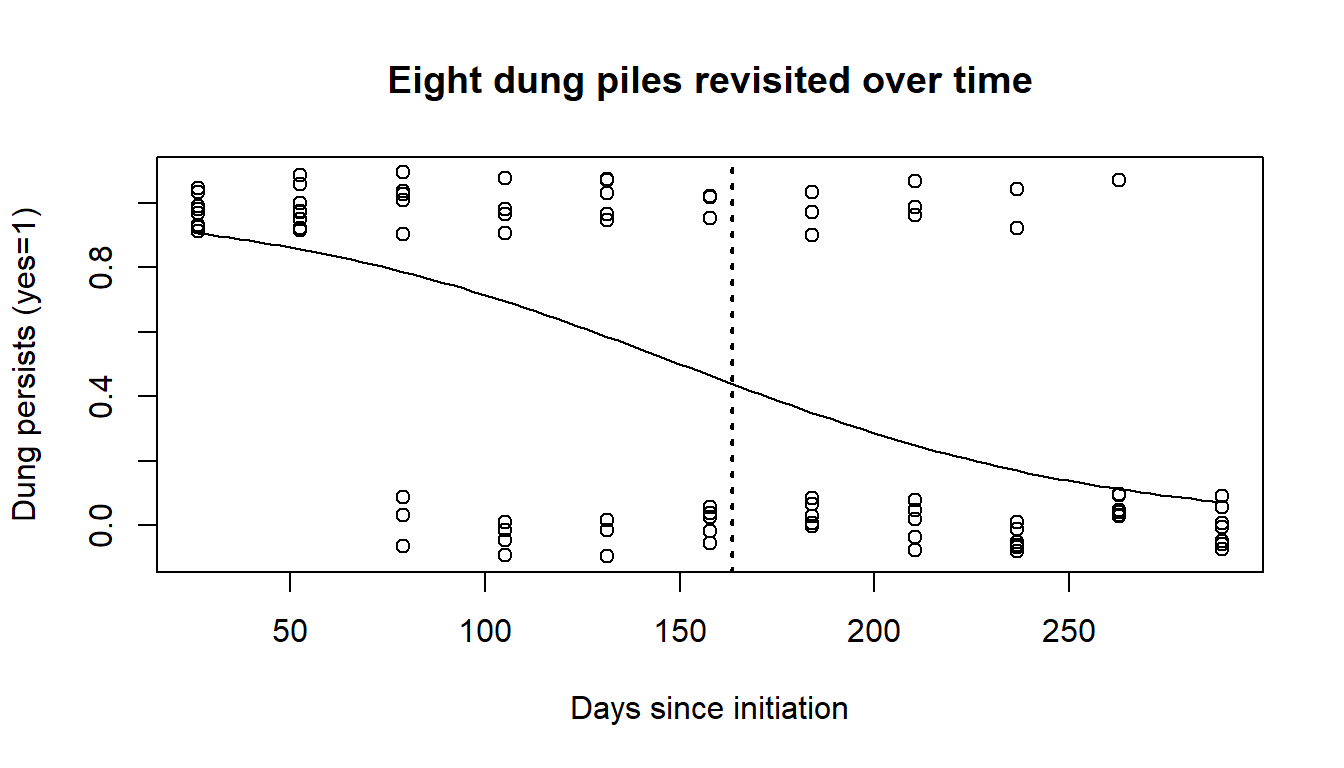 Eight dung piles revisited over time
Dung persists (yes=1)
0.8
0.4
0.0
50 100 150 200 250
Days since initiation